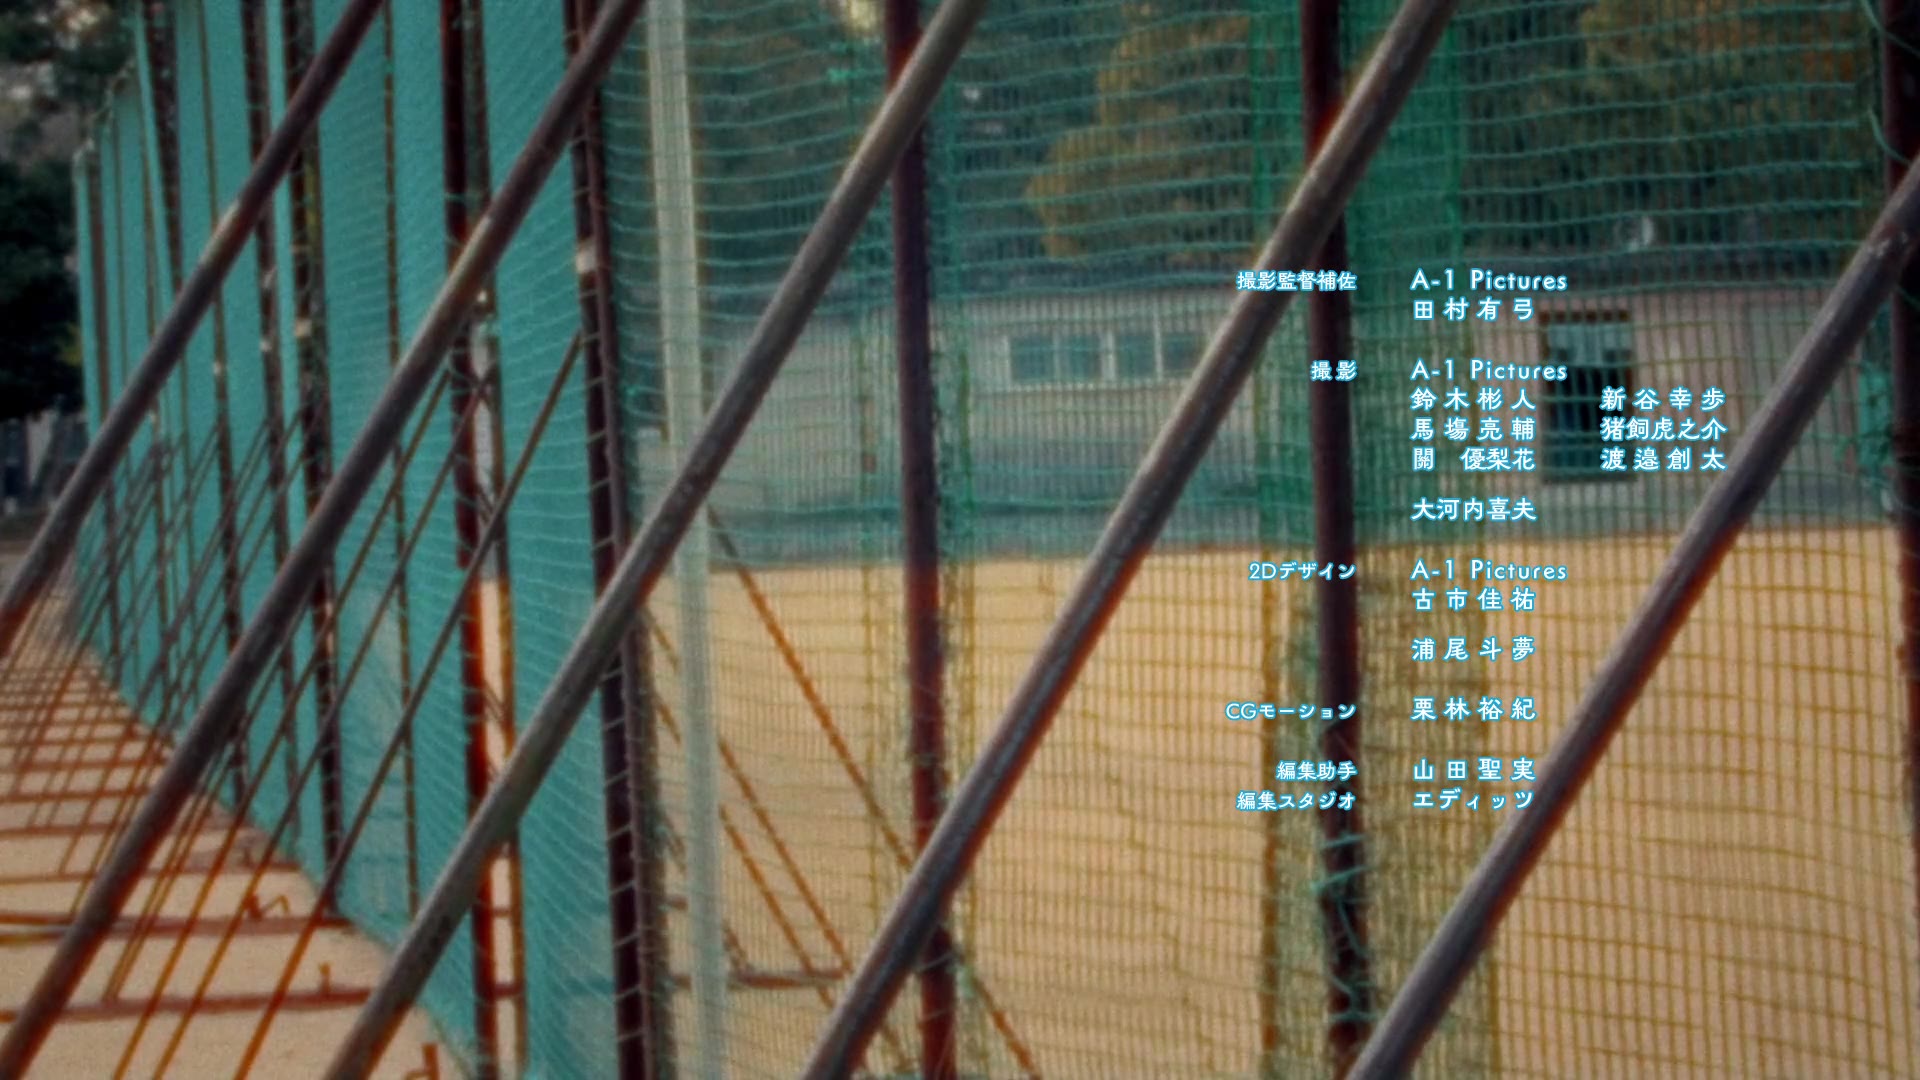 撮影監督補佐 A-1 Pictures
田村有弓
撮影 A-1 Pictures
鈴木彬人 新谷幸歩
馬塲亮輔 猪飼虎之介
關 優梨花 渡邉創太
大河内喜夫
2Dデザイン A-1 Pictures
古市佳祐
浦尾斗夢
CGモーション 栗林裕紀
編集助手 山田聖実
編集スタジオ エディッツ